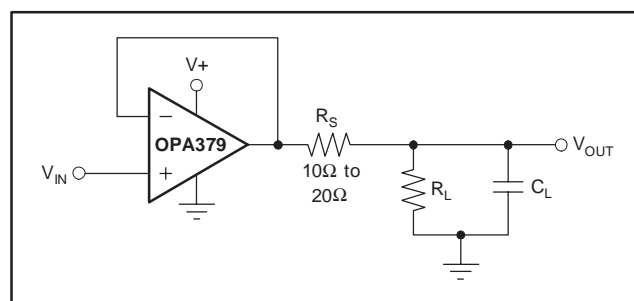 V+
R_S
−
OPA379
V_OUT
V_IN
+
10Ω to
20Ω
R_L
C_L